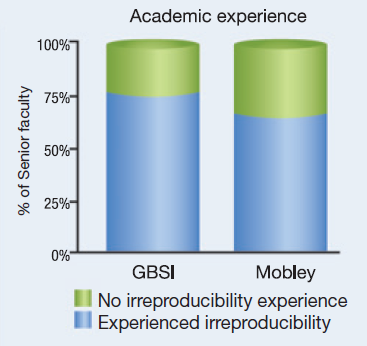 Academic experience
100%
75%
50%
25%
0%
% of Senior faculty
GBSI
Mobley
No irreproducibility experience
Experienced irreproducibility